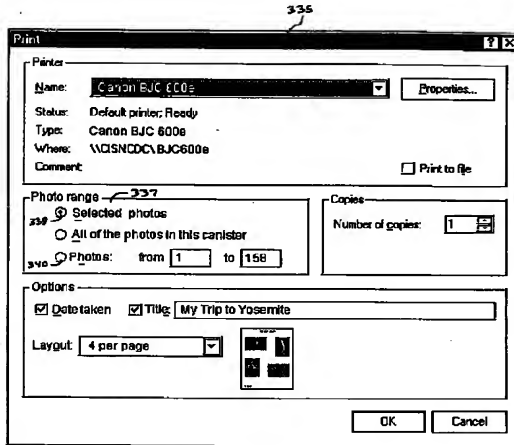 335
Print
Printer
Name: Canon BJC 600e Properties...
Status: Default printer; Ready
Type: Canon BJC 600e
Where: \\CISNCDC\BJC600e
Comment: Print to file
Photo range 337
338 Selected photos
All of the photos in this canister
340 Photos: from 1 to 158
Copies
Number of copies: 1
Options
Date taken Title: My Trip to Yosemite
Layout: 4 per page
OK Cancel